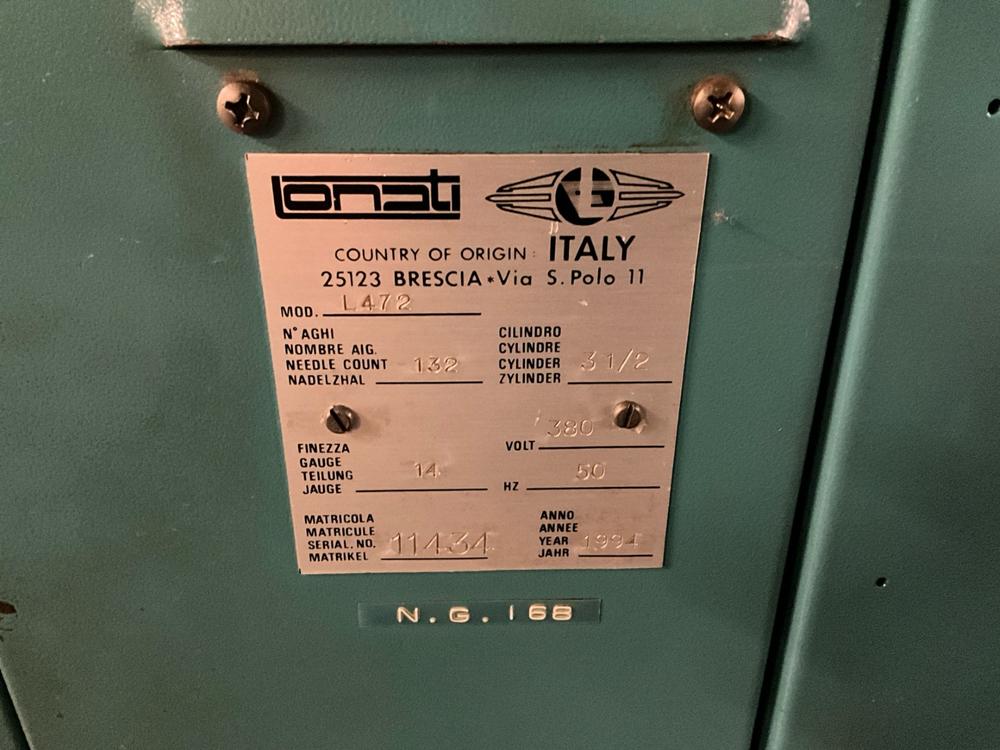 Lonati
COUNTRY OF ORIGIN: ITALY
25123 BRESCIA * Via S. Polo 11
MOD. L472
N° AGHI
NOMBRE AIG.
NEEDLE COUNT 132
NADELZHAL
CILINDRO
CYLINDRE
CYLINDER 3 1/2
ZYLINDER
FINEZZA
GAUGE
TEILUNG 14
JAUGE
VOLT 380
HZ 50
MATRICOLA
MATRICULE
SERIAL. NO. 11434
MATRIKEL
ANNO
ANNEE
YEAR 1994
JAHR
N.G. 168